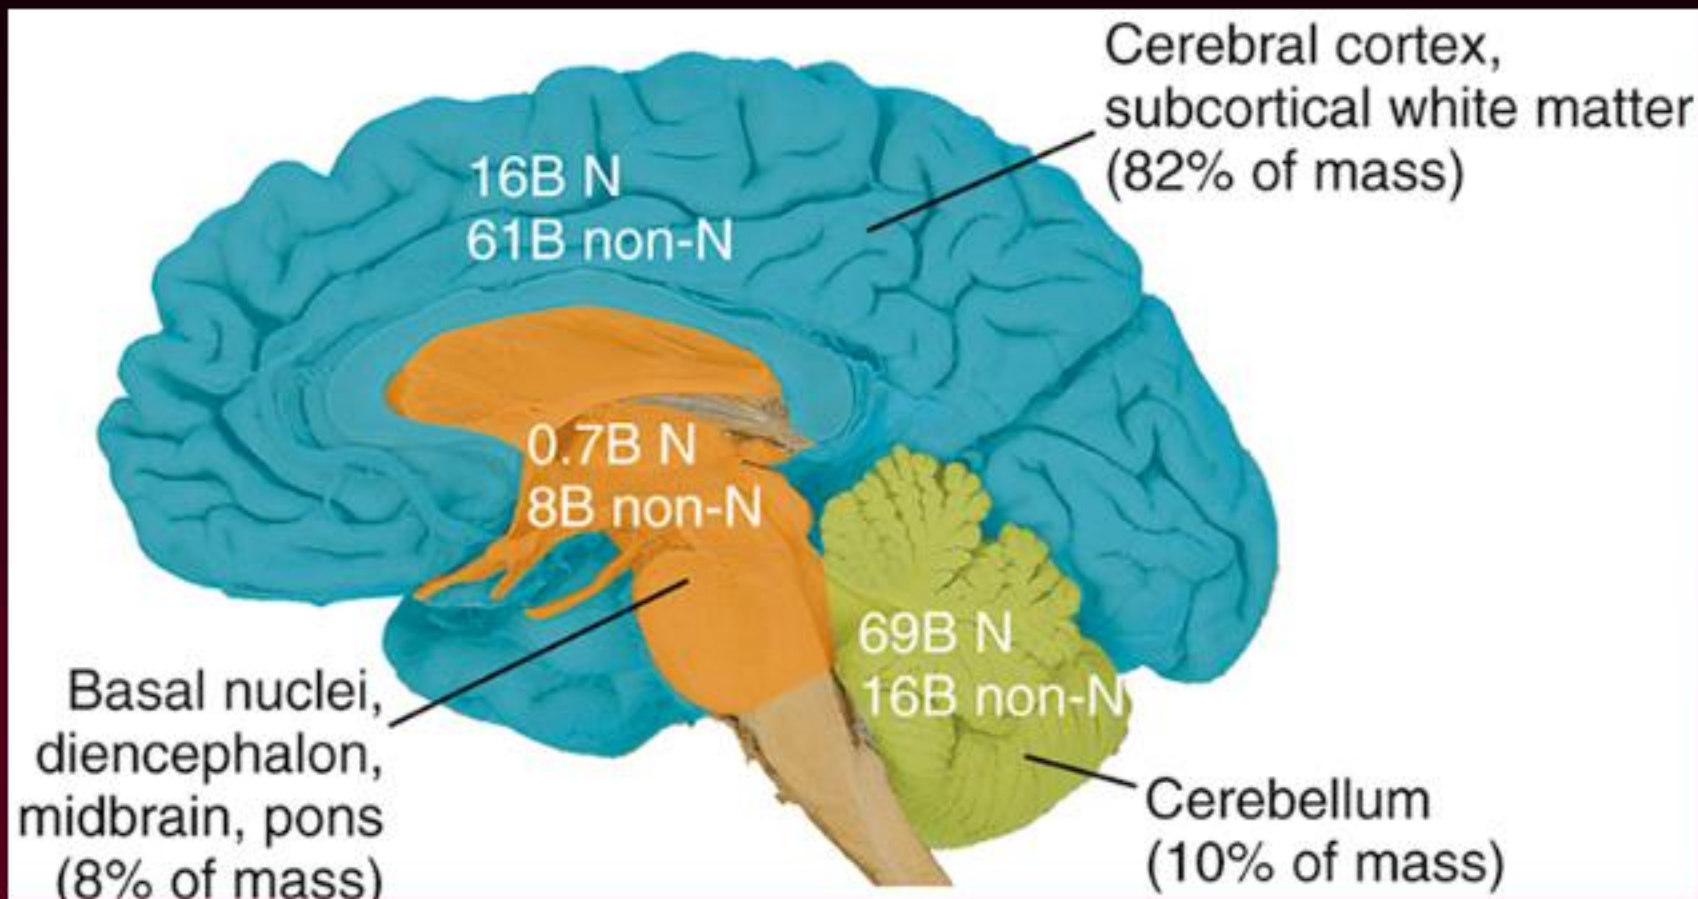 Cerebral cortex,
subcortical white matter
(82% of mass)
16B N
61B non-N
0.7B N
8B non-N
69B N
16B non-N
Basal nuclei,
diencephalon,
midbrain, pons
(8% of mass)
Cerebellum
(10% of mass)